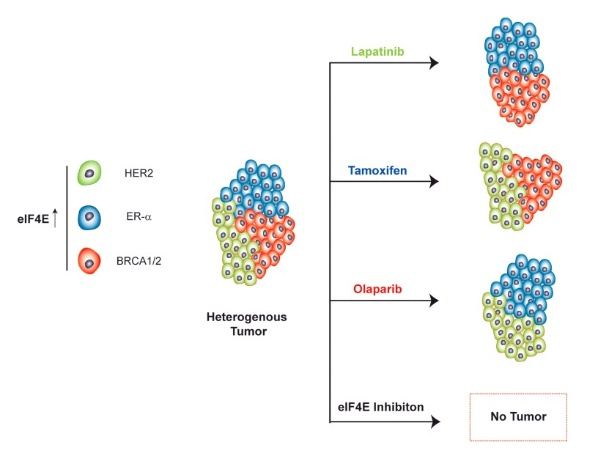 Lapatinib
HER2
Tamoxifen
eIF4E ↑
ER-α
BRCA1/2
Olaparib
Heterogenous
Tumor
eIF4E Inhibiton
No Tumor